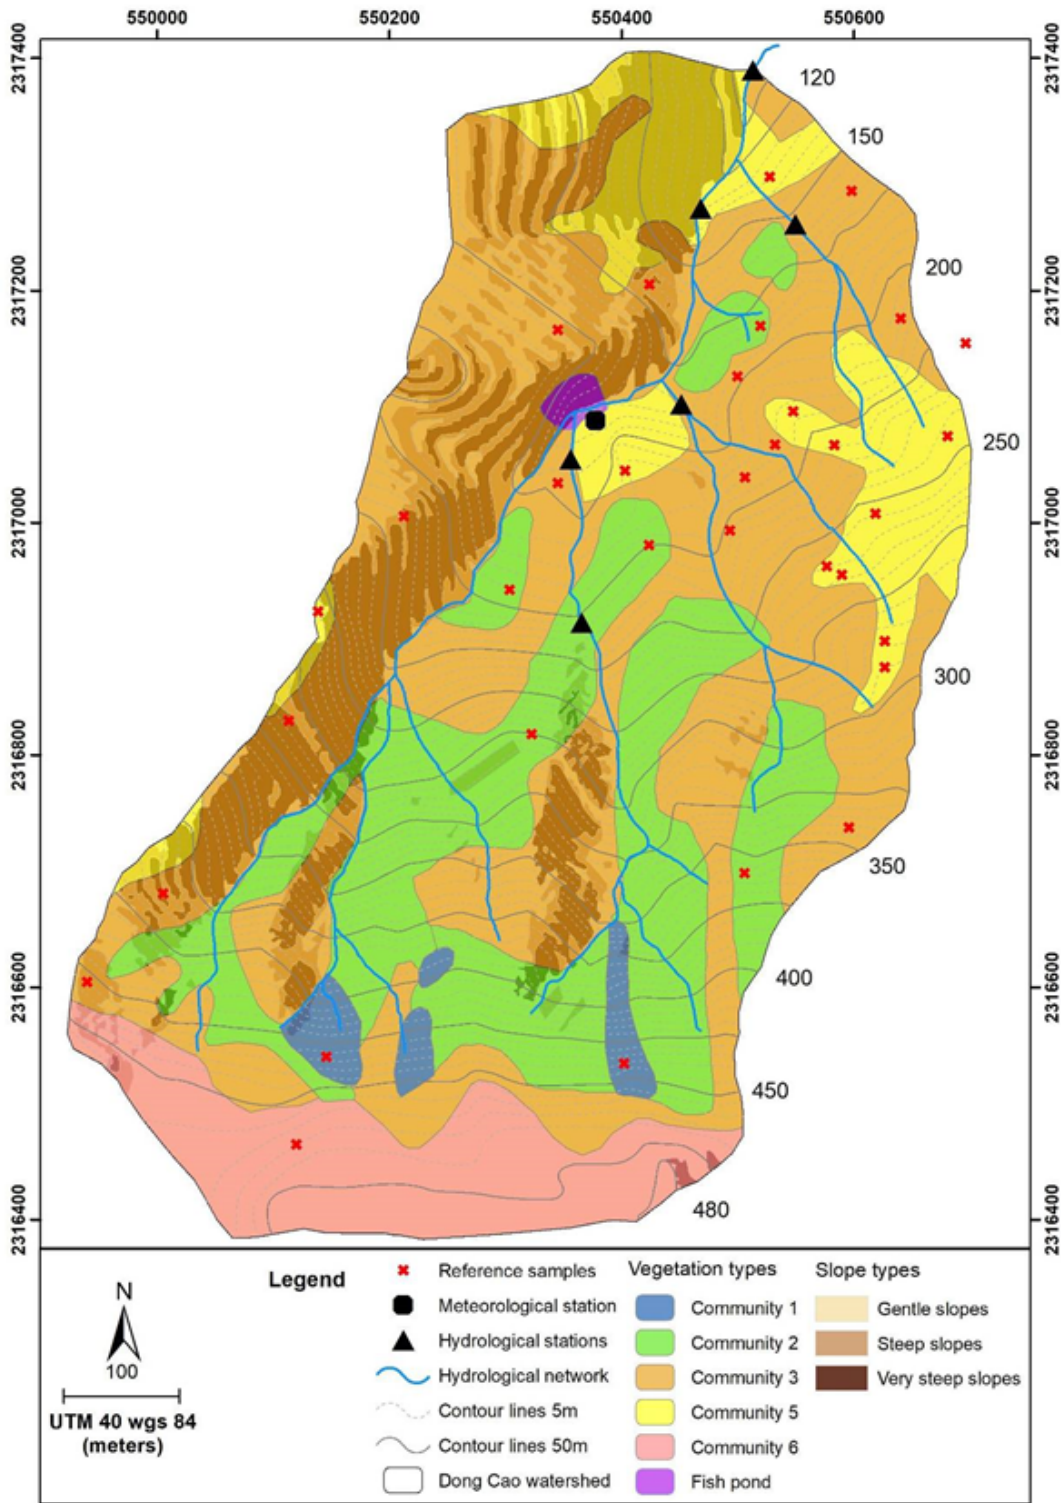 550000 550200 550400 550600
2317400 2317400
120
150
200
2317200 2317200
250
2317000 2317000
300
2316800 2316800
350
400
2316600 2316600
450
480
2316400 2316400
Legend
Reference samples
Meteorological station
Hydrological stations
Hydrological network
Contour lines 5m
Contour lines 50m
Dong Cao watershed
Vegetation types
Community 1
Community 2
Community 3
Community 5
Community 6
Fish pond
Slope types
Gentle slopes
Steep slopes
Very steep slopes
N
100
UTM 40 wgs 84
(meters)